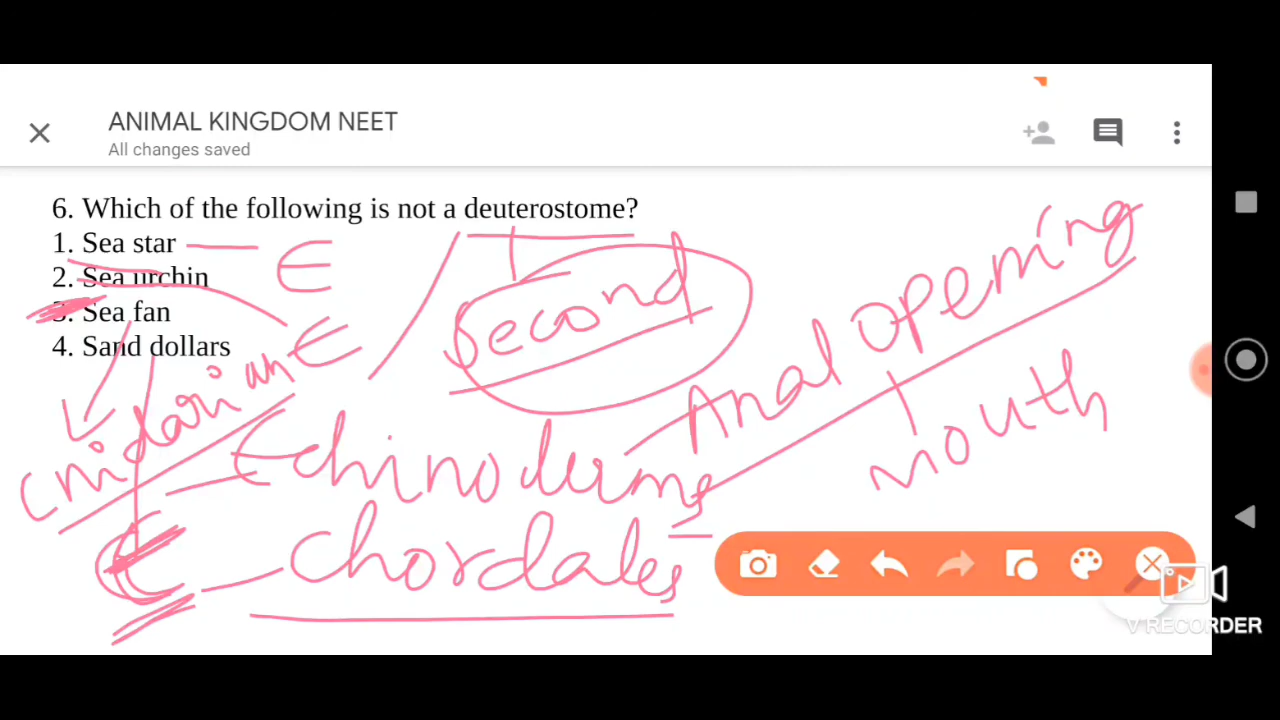 ANIMAL KINGDOM NEET
All changes saved
6. Which of the following is not a deuterostome?
1. Sea star E
2. Sea urchin E
3. Sea fan
4. Sand dollars
Second
Anal opening
mouth
Cnidarian
Echinoderms
E Chordates
V RECORDER